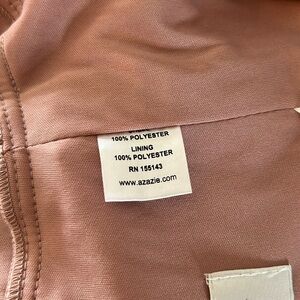 100% POLYESTER
LINING
100% POLYESTER
RN 155143
www.azazie.com